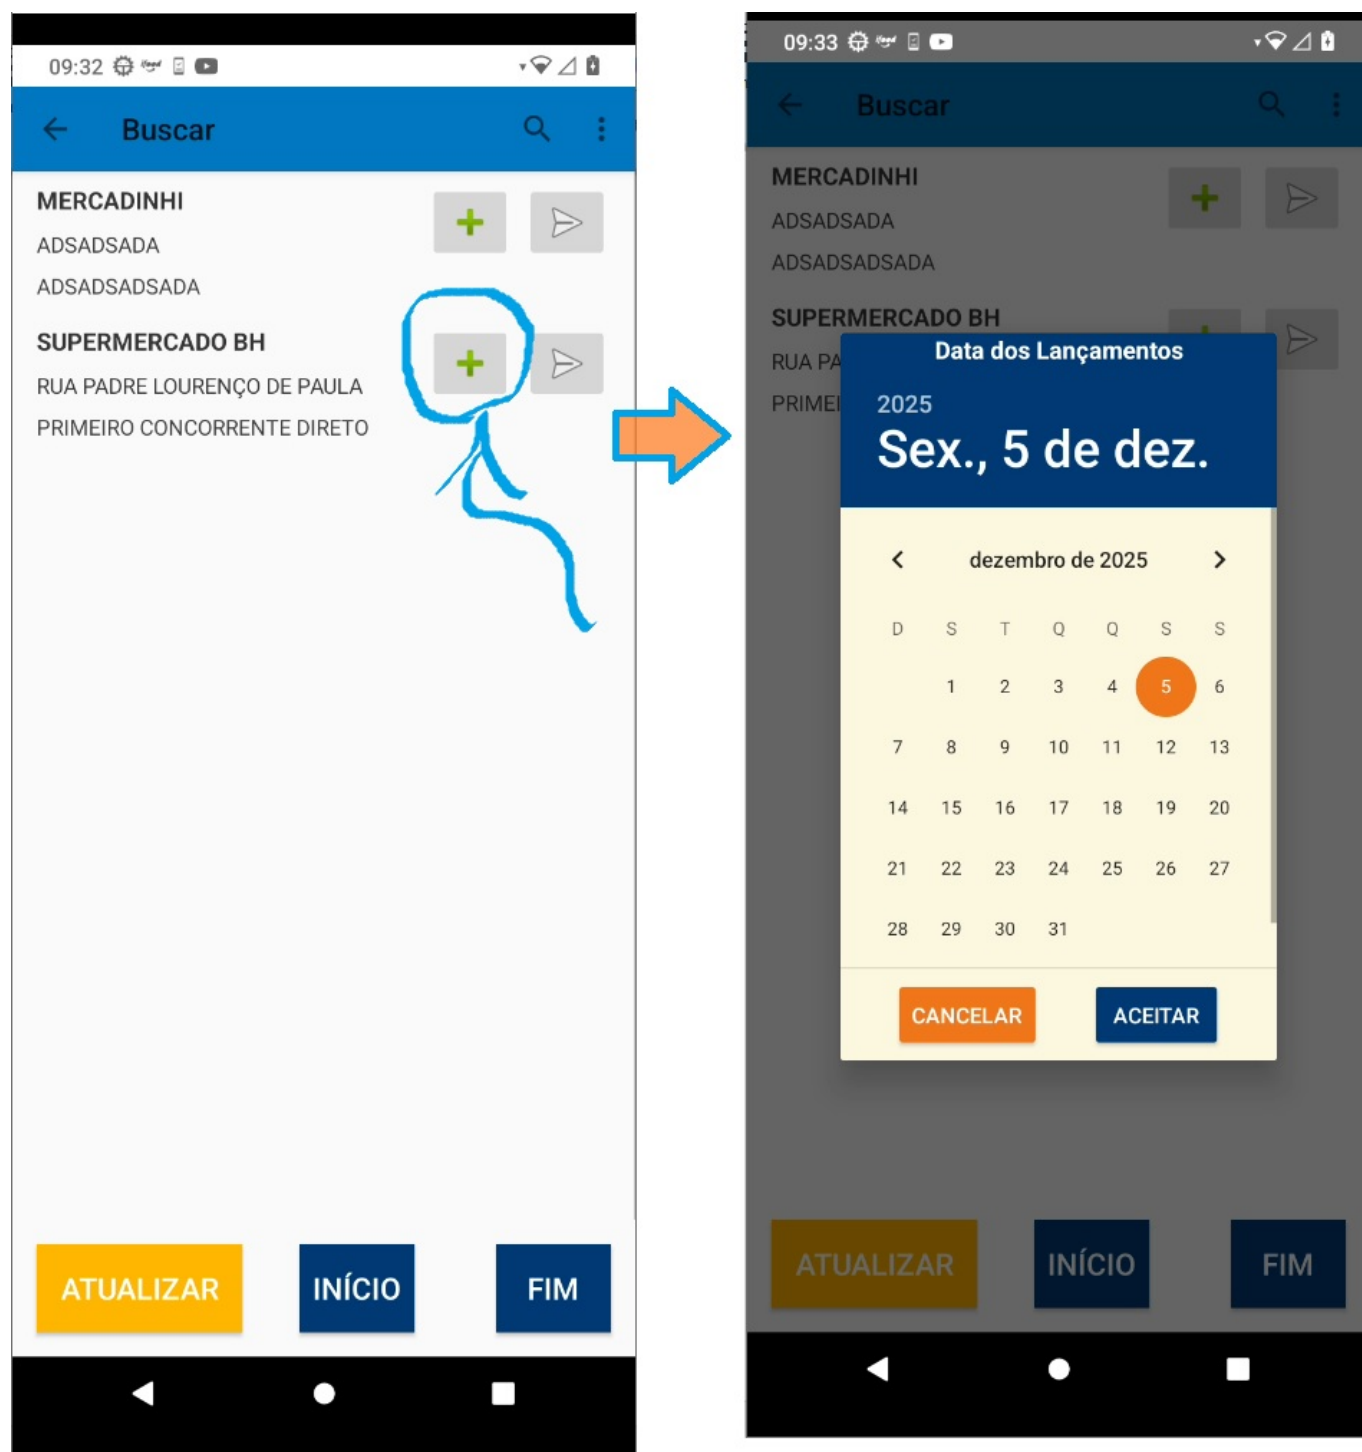 09:32
Buscar
MERCADINHI
ADSADSADA
ADSADSADSADA
SUPERMERCADO BH
RUA PADRE LOURENÇO DE PAULA
PRIMEIRO CONCORRENTE DIRETO
ATUALIZAR INÍCIO FIM
09:33
Buscar
MERCADINHI
ADSADSADA
ADSADSADSADA
SUPERMERCADO BH
RUA PA
PRIMEI
Data dos Lançamentos
2025
Sex., 5 de dez.
dezembro de 2025
D S T Q Q S S
1 2 3 4 5 6
7 8 9 10 11 12 13
14 15 16 17 18 19 20
21 22 23 24 25 26 27
28 29 30 31
CANCELAR ACEITAR
ATUALIZAR INÍCIO FIM